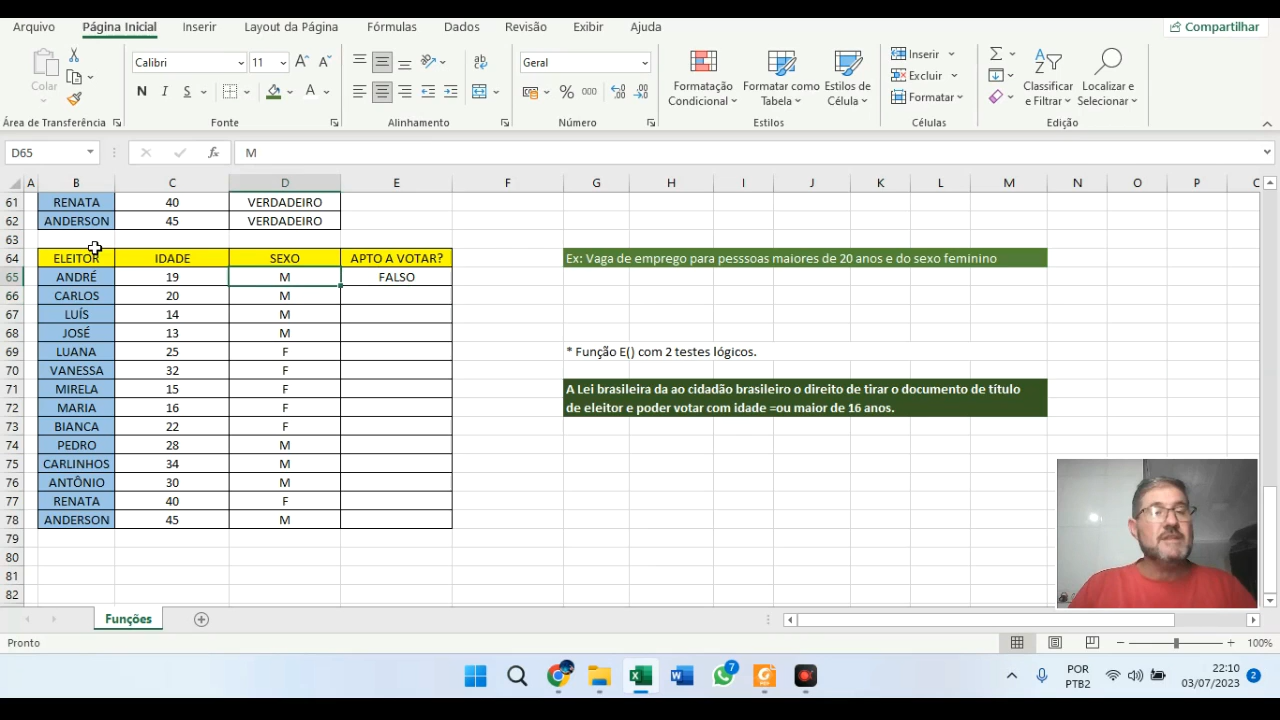 Arquivo Página Inicial Inserir Layout da Página Fórmulas Dados Revisão Exibir Ajuda Compartilhar
Colar
Calibri 11
N I S
A
ab
Geral
% 000
Formatação Condicional
Formatar como Tabela
Estilos de Célula
Inserir
Excluir
Formatar
Classificar e Filtrar
Localizar e Selecionar
Área de Transferência Fonte Alinhamento Número Estilos Células Edição
D65 fx M
A B C D E F G H I J K L M N O P C
61 RENATA 40 VERDADEIRO
62 ANDERSON 45 VERDADEIRO
63
64 ELEITOR IDADE SEXO APTO A VOTAR? Ex: Vaga de emprego para pesssoas maiores de 20 anos e do sexo feminino
65 ANDRÉ 19 M FALSO
66 CARLOS 20 M
67 LUÍS 14 M
68 JOSÉ 13 M
69 LUANA 25 F * Função E() com 2 testes lógicos.
70 VANESSA 32 F
71 MIRELA 15 F A Lei brasileira da ao cidadão brasileiro o direito de tirar o documento de título
72 MARIA 16 F de eleitor e poder votar com idade =ou maior de 16 anos.
73 BIANCA 22 F
74 PEDRO 28 M
75 CARLINHOS 34 M
76 ANTÔNIO 30 M
77 RENATA 40 F
78 ANDERSON 45 M
79
80
81
82
Funções
Pronto 100%
7
POR
PTB2
22:10
03/07/2023
2